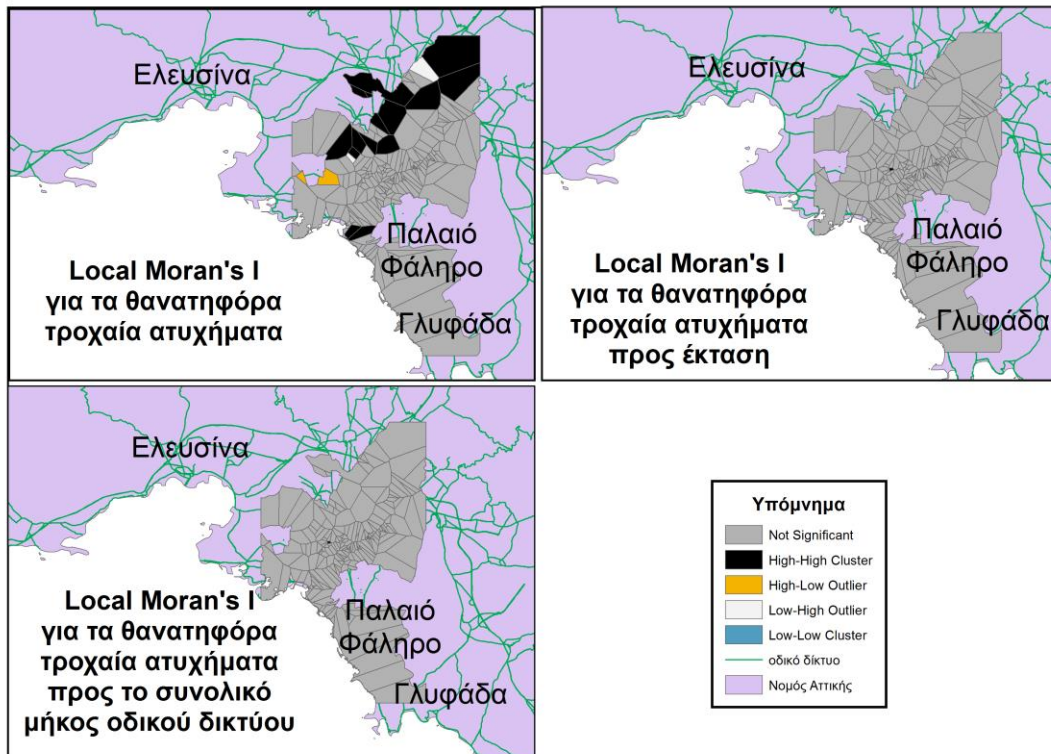 Ελευσίνα
Παλαιό
Φάληρο
Γλυφάδα
Local Moran's I
για τα θανατηφόρα
τροχαία ατυχήματα
Ελευσίνα
Παλαιό
Φάληρο
Γλυφάδα
Local Moran's I
για τα θανατηφόρα
τροχαία ατυχήματα
προς έκταση
Ελευσίνα
Παλαιό
Φάληρο
Γλυφάδα
Local Moran's I
για τα θανατηφόρα
τροχαία ατυχήματα
προς το συνολικό
μήκος οδικού δικτύου
Υπόμνημα
Not Significant
High-High Cluster
High-Low Outlier
Low-High Outlier
Low-Low Cluster
οδικό δίκτυο
Νομός Αττικής